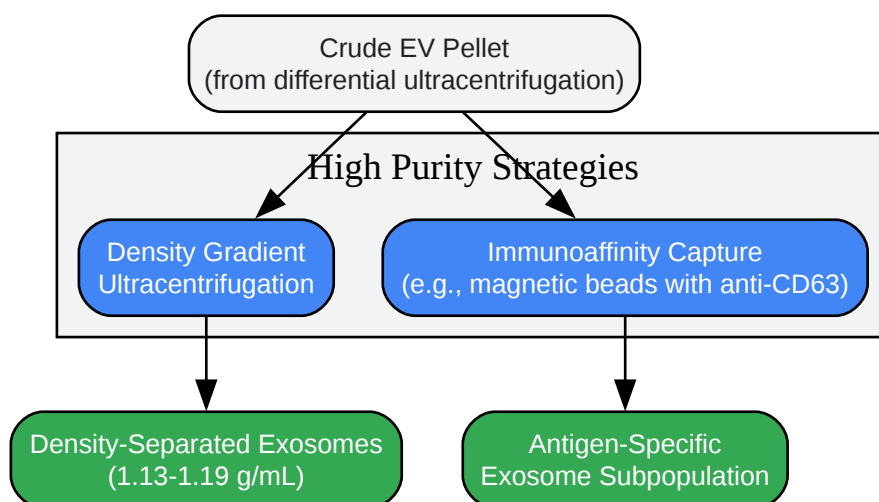 Crude EV Pellet
(from differential ultracentrifugation)
High Purity Strategies
Density Gradient
Ultracentrifugation
Immunoaffinity Capture
(e.g., magnetic beads with anti-CD63)
Density-Separated Exosomes
(1.13-1.19 g/mL)
Antigen-Specific
Exosome Subpopulation